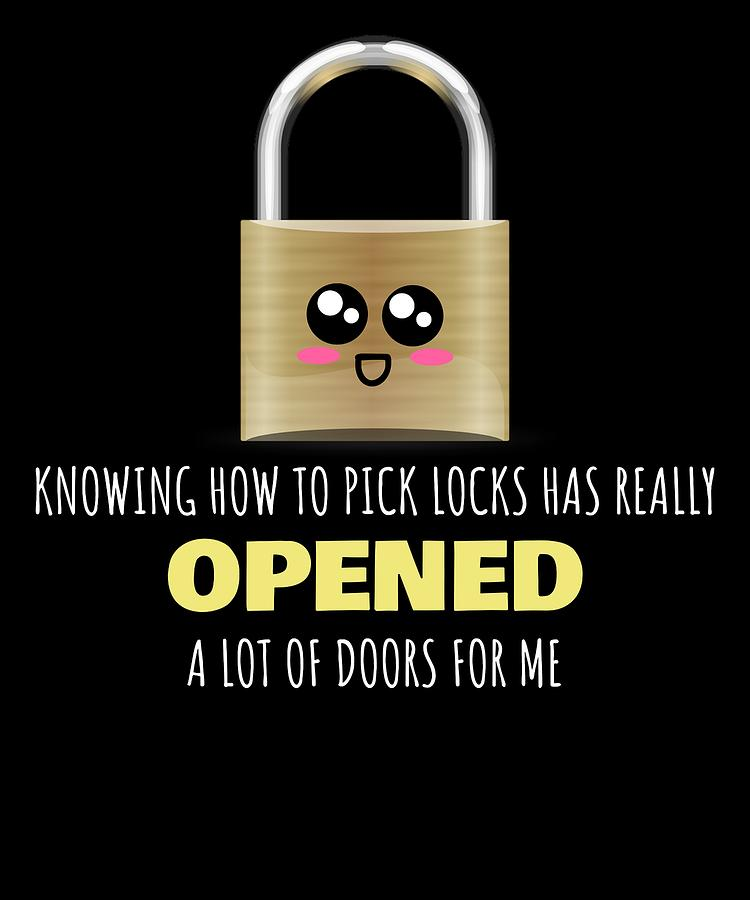 KNOWING HOW TO PICK LOCKS HAS REALLY
OPENED
A LOT OF DOORS FOR ME